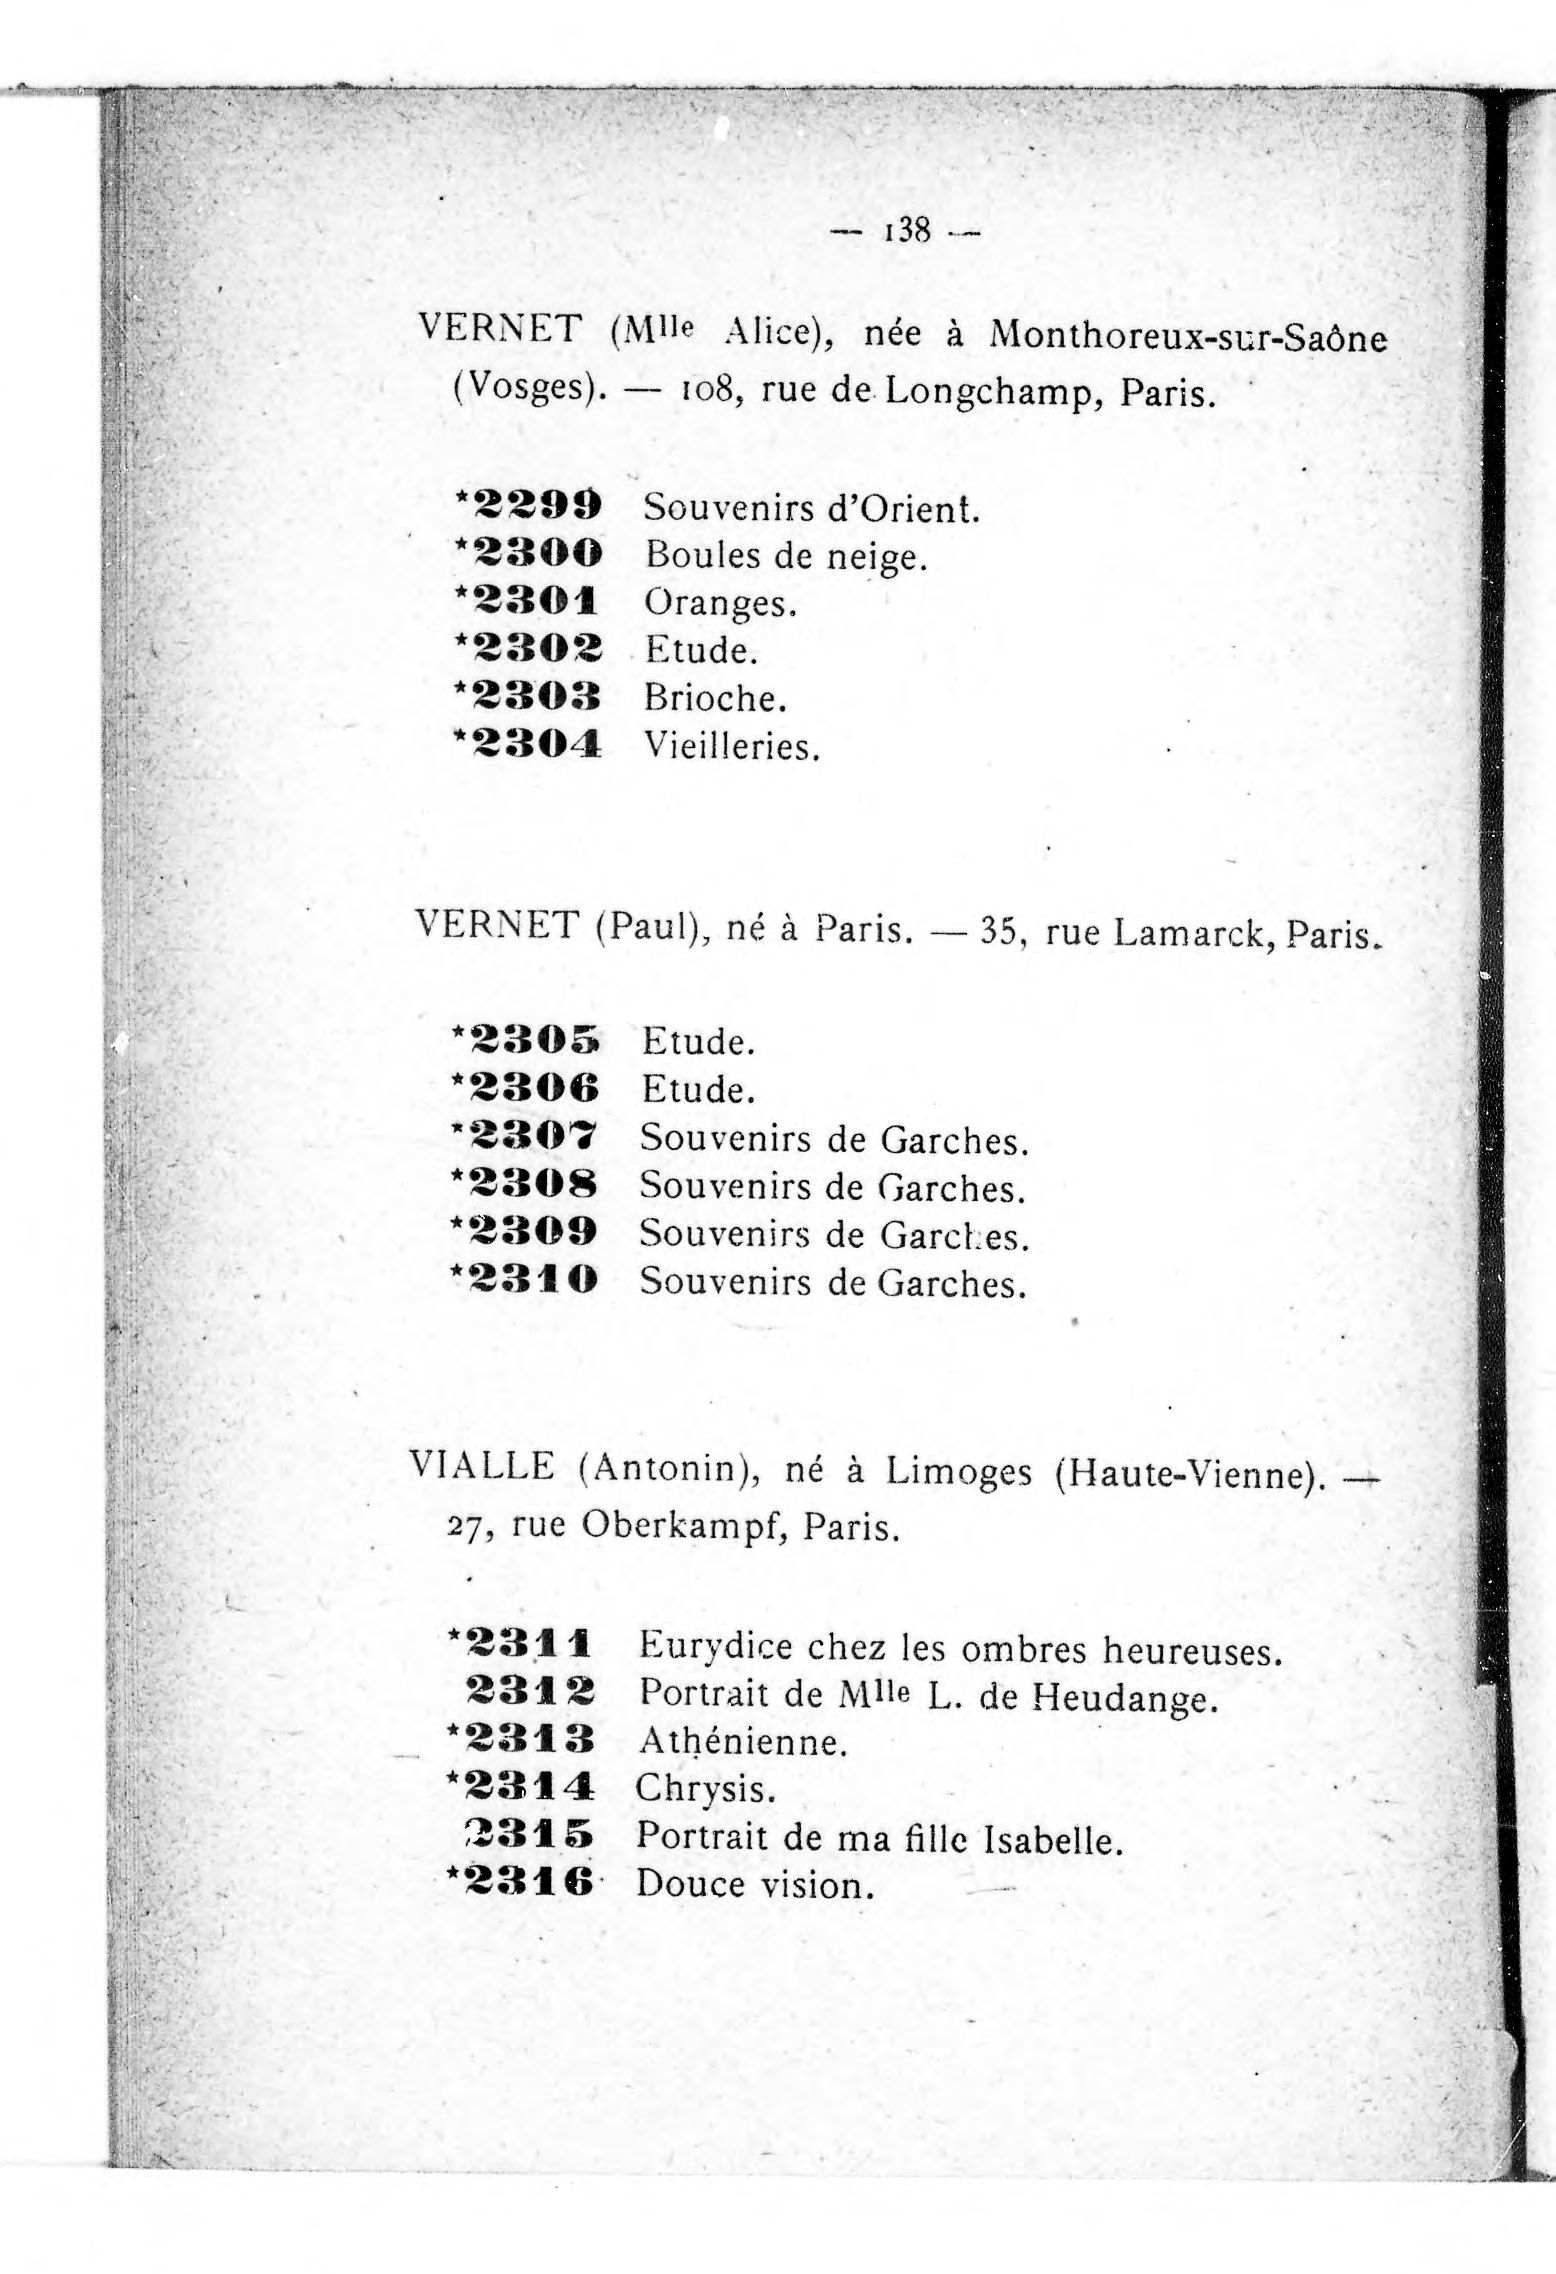 — 138 —
VERNET (Mlle Alice), née à Monthoreux-sur-Saône
(Vosges). — 108, rue de Longchamp, Paris.
*2299 Souvenirs d'Orient.
*2300 Boules de neige.
*2301 Oranges.
*2302 Etude.
*2303 Brioche.
*2304 Vieilleries.
VERNET (Paul), né à Paris. — 35, rue Lamarck, Paris.
*2305 Etude.
*2306 Etude.
*2307 Souvenirs de Garches.
*2308 Souvenirs de Garches.
*2309 Souvenirs de Garches.
*2310 Souvenirs de Garches.
VIALLE (Antonin), né à Limoges (Haute-Vienne). —
27, rue Oberkampf, Paris.
*2311 Eurydice chez les ombres heureuses.
2312 Portrait de Mlle L. de Heudange.
*2313 Athénienne.
*2314 Chrysis.
2315 Portrait de ma fille Isabelle.
*2316 Douce vision.